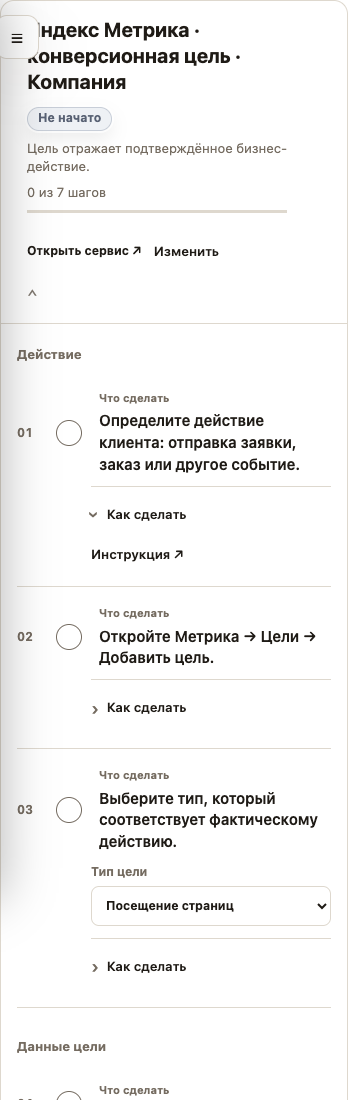 ндекс Метрика ·
конверсионная цель ·
Компания
Не начато
Цель отражает подтверждённое бизнес-
действие.
0 из 7 шагов
Открыть сервис ↗ Изменить
Действие
Что сделать
01
Определите действие
клиента: отправка заявки,
заказ или другое событие.
Как сделать
Инструкция ↗
Что сделать
02
Откройте Метрика → Цели →
Добавить цель.
Как сделать
Что сделать
03
Выберите тип, который
соответствует фактическому
действию.
Тип цели
Посещение страниц
Как сделать
Данные цели
Что сделать